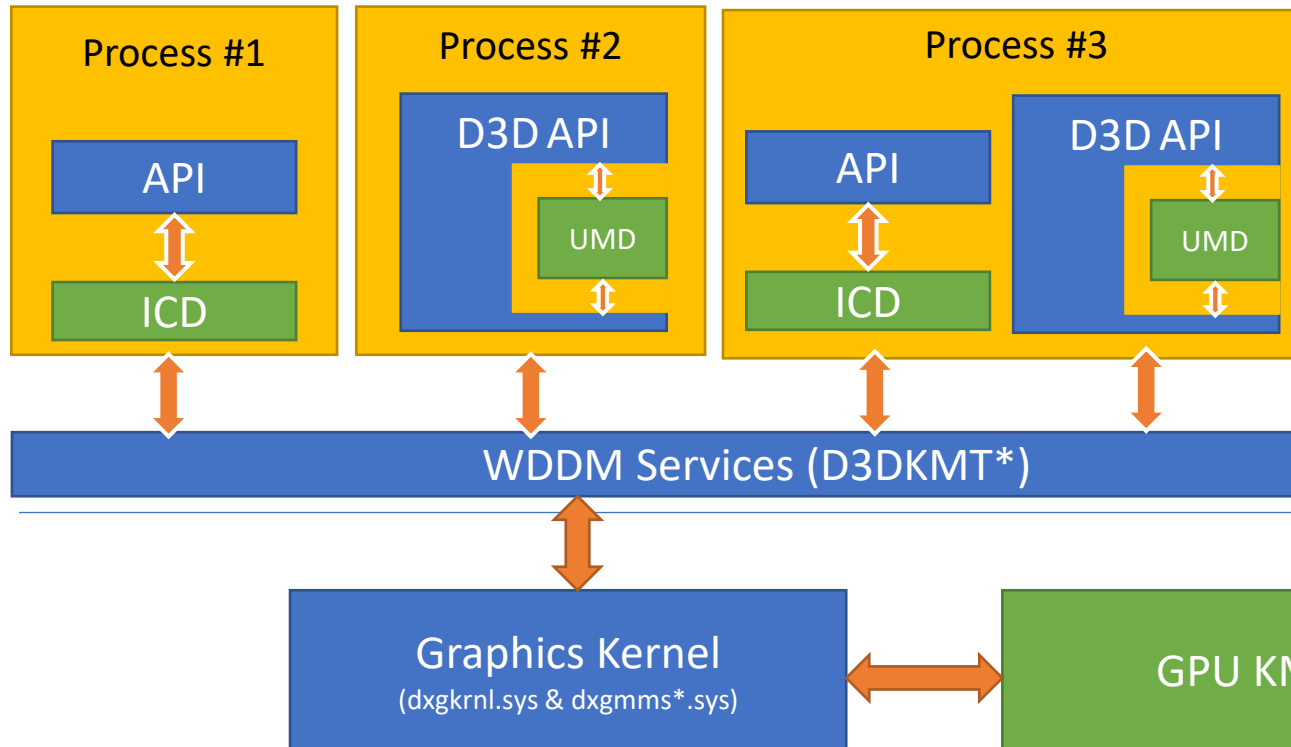 Process #1
API
ICD
Process #2
D3D API
UMD
Process #3
API
ICD
D3D API
UMD
WDDM Services (D3DKMT*)
Graphics Kernel
(dxgkrnl.sys & dxgmms*.sys)
GPU